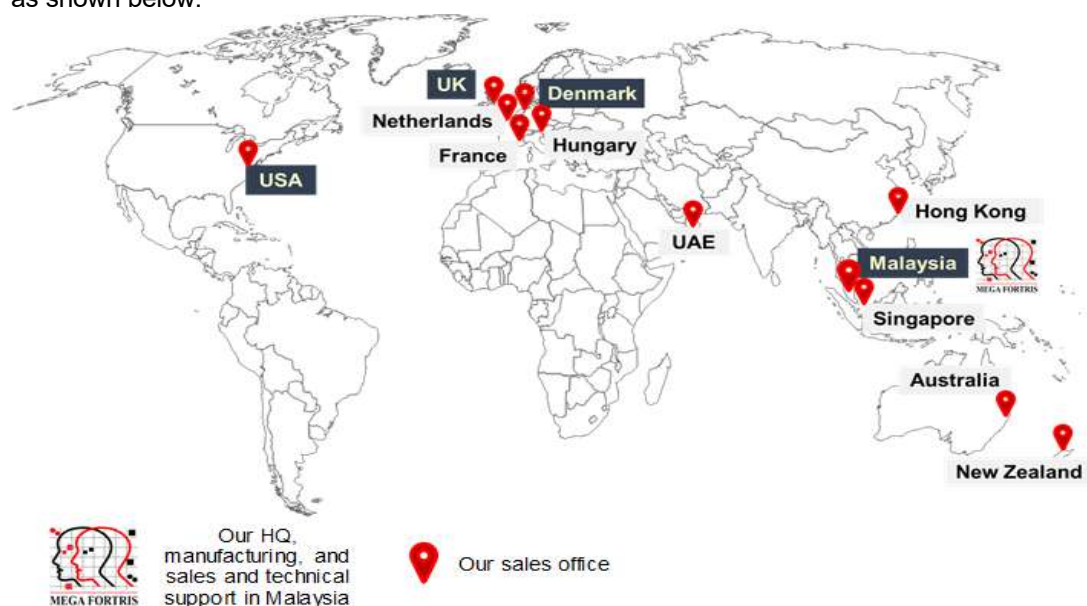 as shown below.
UK
Denmark
Netherlands
France
Hungary
USA
Hong Kong
UAE
Malaysia
MEGA FORTRIS
Singapore
Australia
New Zealand
Our HQ,
manufacturing, and
sales and technical
support in Malaysia
MEGA FORTRIS
Our sales office